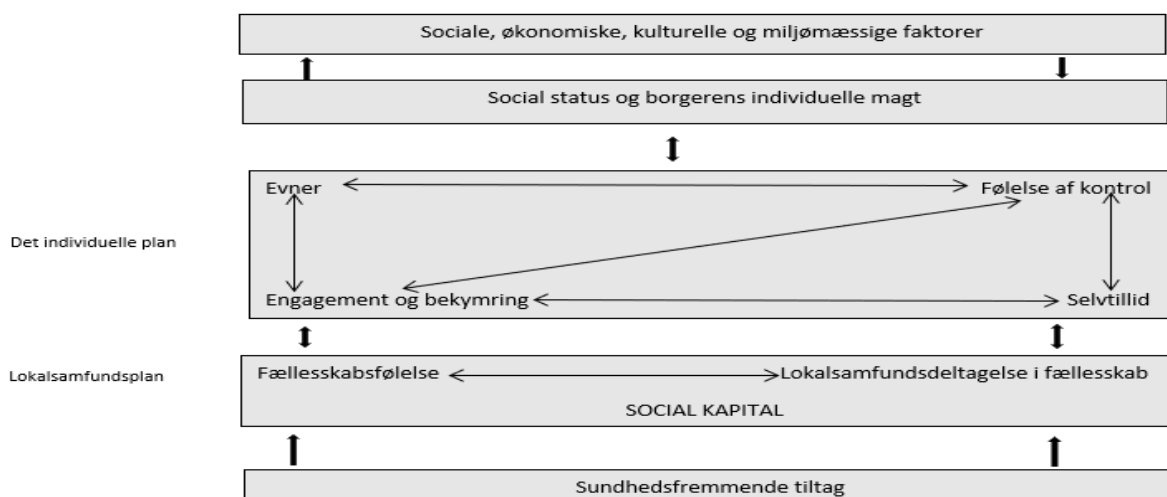 Sociale, økonomiske, kulturelle og miljømæssige faktorer
Social status og borgerens individuelle magt
Evner
Følelse af kontrol
Det individuelle plan
Engagement og bekymring
Selvtillid
Lokalsamfundsplan
Fællesskabsfølelse
Lokalsamfundsdeltagelse i fællesskab
SOCIAL KAPITAL
Sundhedsfremmende tiltag